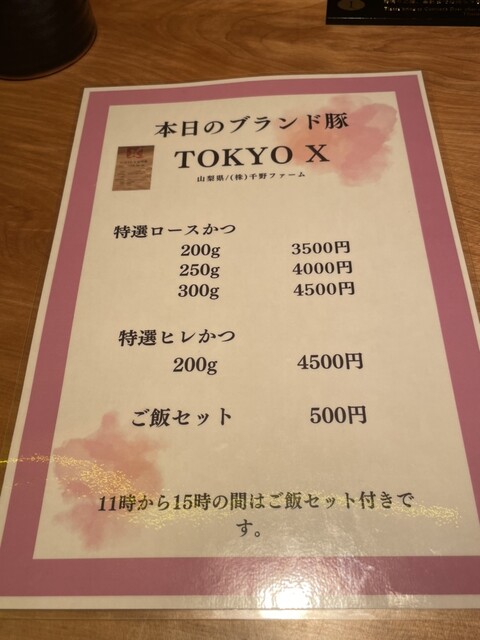 本日のブランド豚
TOKYO X
山梨県/(株)千野ファーム
特選ロースかつ
200g 3500円
250g 4000円
300g 4500円
特選ヒレかつ
200g 4500円
ご飯セット 500円
11時から15時の間はご飯セット付きで
す。